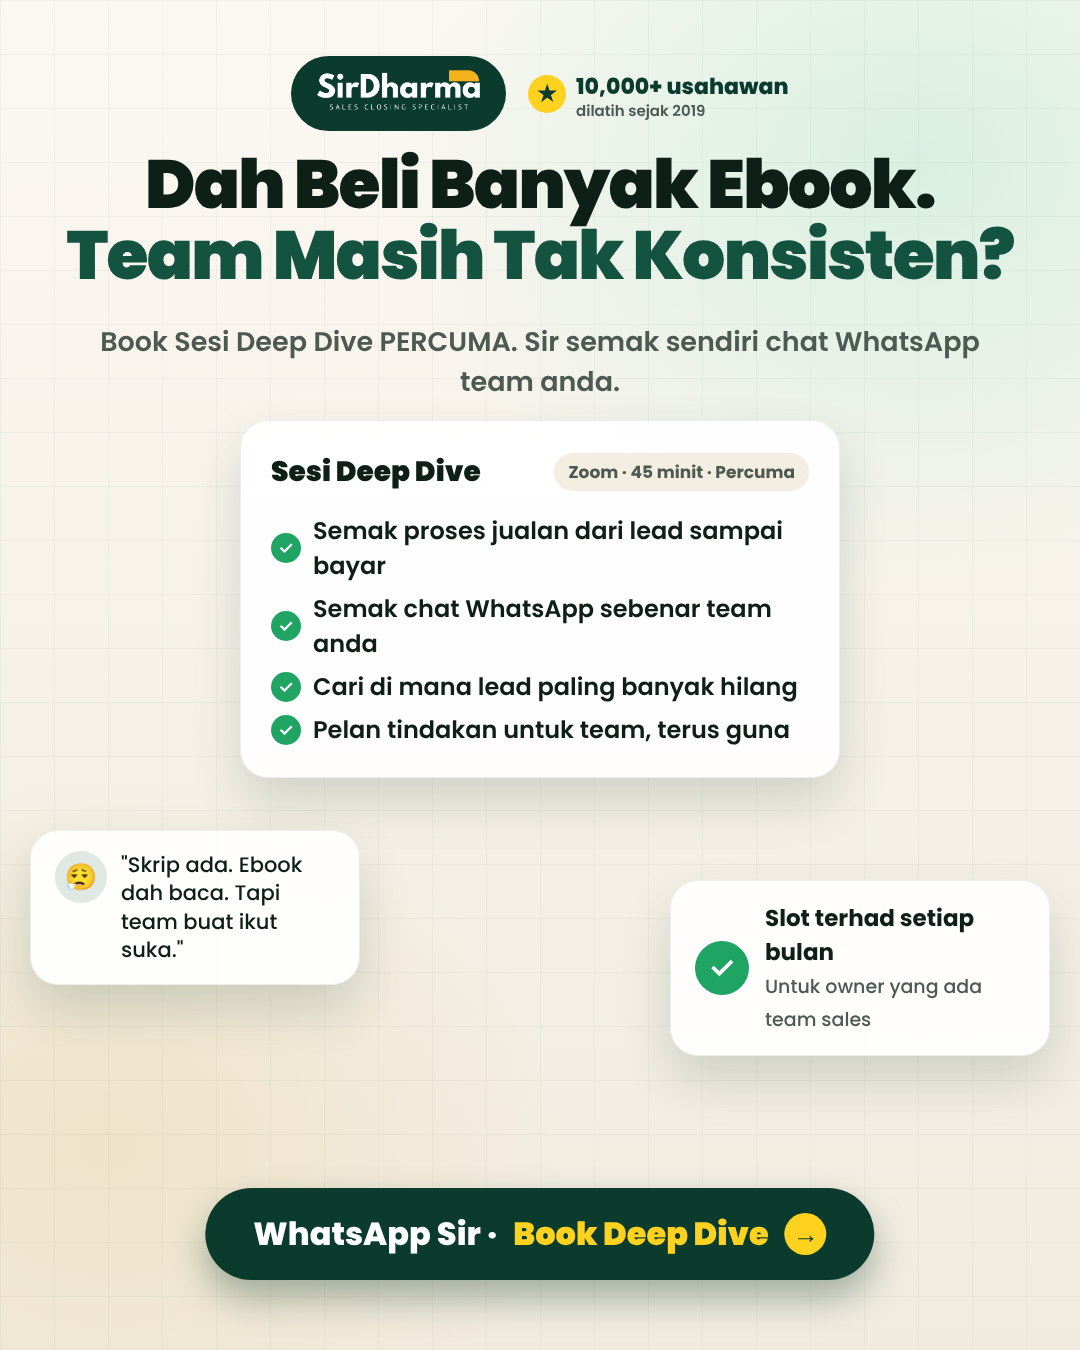 SirDharma
SALES CLOSING SPECIALIST
★ 10,000+ usahawan
dilatih sejak 2019
Dah Beli Banyak Ebook.
Team Masih Tak Konsisten?
Book Sesi Deep Dive PERCUMA. Sir semak sendiri chat WhatsApp
team anda.
Sesi Deep Dive
Zoom · 45 minit · Percuma
Semak proses jualan dari lead sampai
bayar
Semak chat WhatsApp sebenar team
anda
Cari di mana lead paling banyak hilang
Pelan tindakan untuk team, terus guna
"Skrip ada. Ebook
dah baca. Tapi
team buat ikut
suka."
Slot terhad setiap
bulan
Untuk owner yang ada
team sales
WhatsApp Sir · Book Deep Dive →